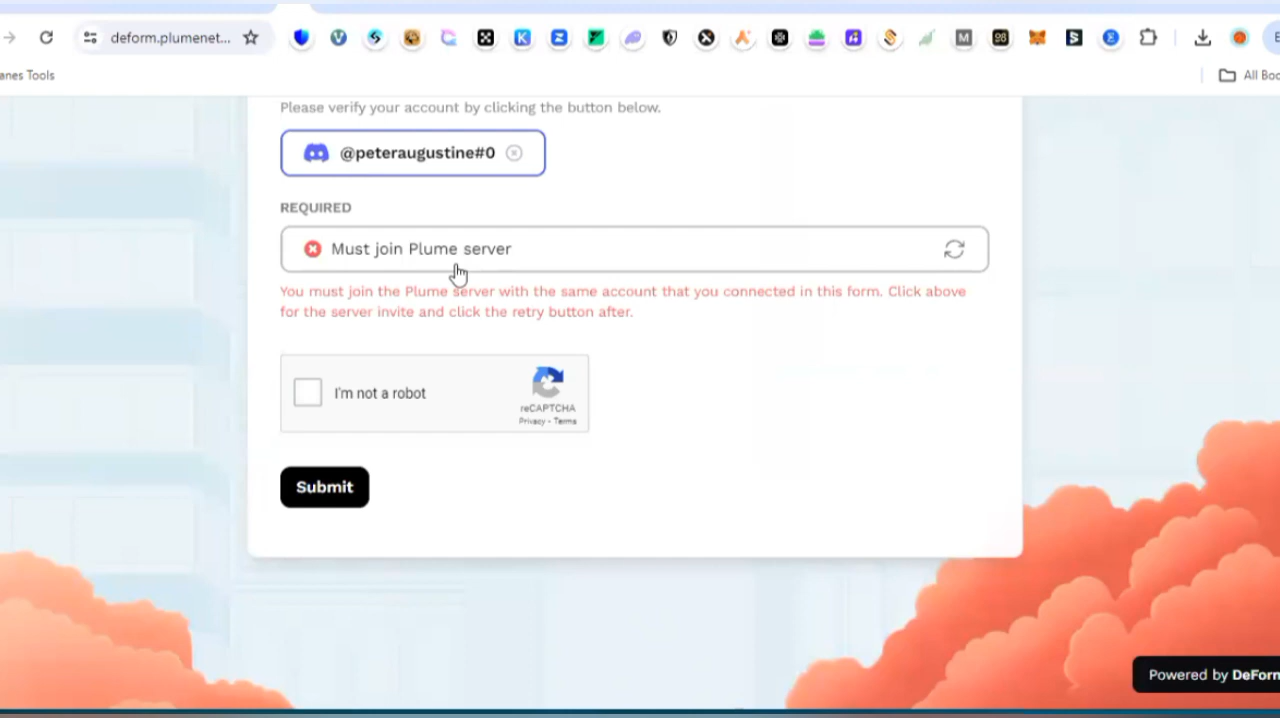 deform.plumenet...
anes Tools
All Boo
Please verify your account by clicking the button below.
@peteraugustine#0
REQUIRED
Must join Plume server
You must join the Plume server with the same account that you connected in this form. Click above
for the server invite and click the retry button after.
I'm not a robot
reCAPTCHA
Privacy - Terms
Submit
Powered by DeForm